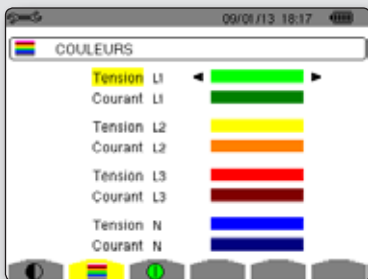 09/01/13 18:17
COULEURS
Tension L1
Courant L1
Tension L2
Courant L2
Tension L3
Courant L3
Tension N
Courant N